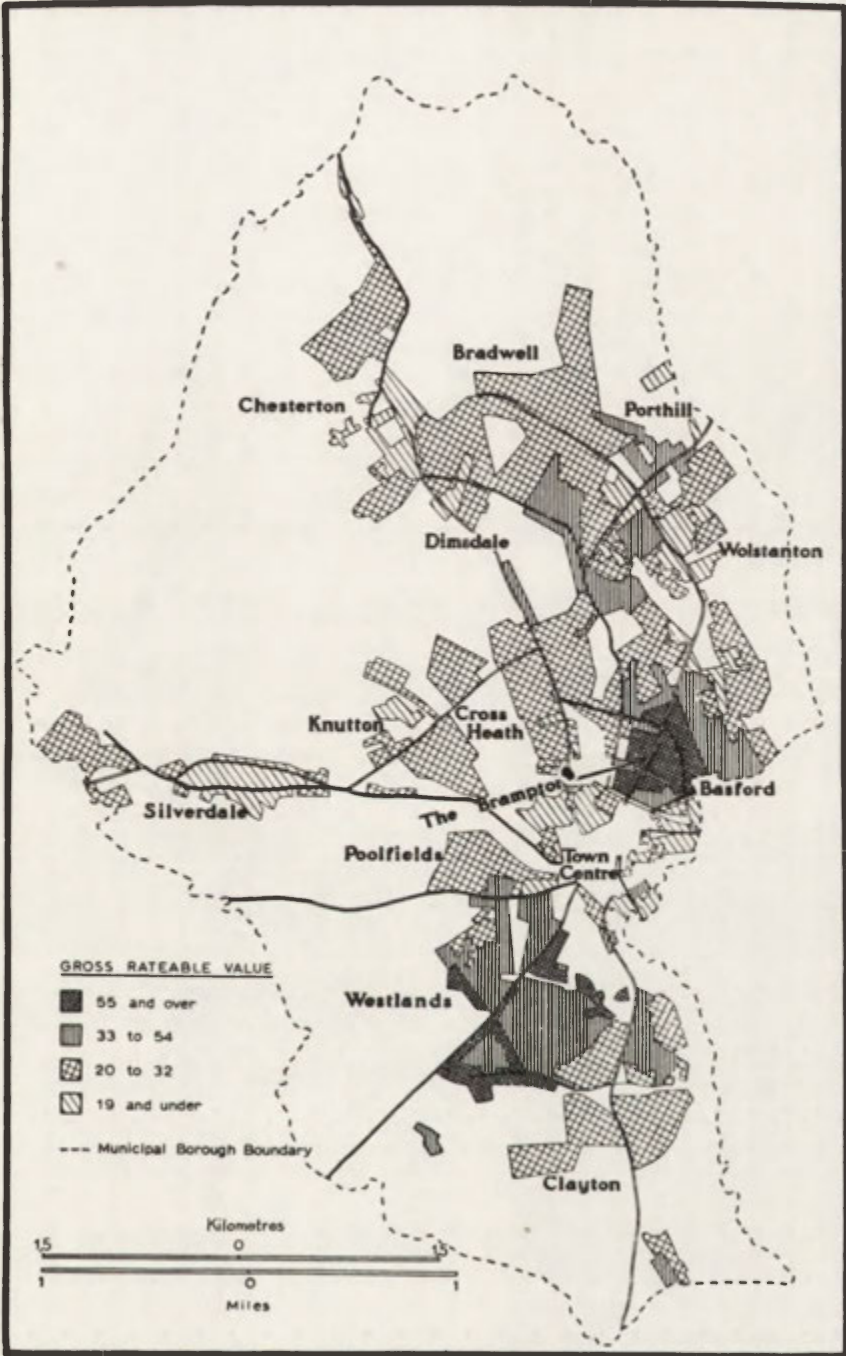 Bradwell
Chesterton
Porthill
Dimsdale
Wolstanton
Knutton
Cross
Heath
Silverdale
The Brampton
Basford
Poolfields
Town
Centre
Westlands
GROSS RATEABLE VALUE
55 and over
33 to 54
20 to 32
19 and under
Municipal Borough Boundary
Clayton
Kilometres
1.5 0 1.5
1 0 1
Miles